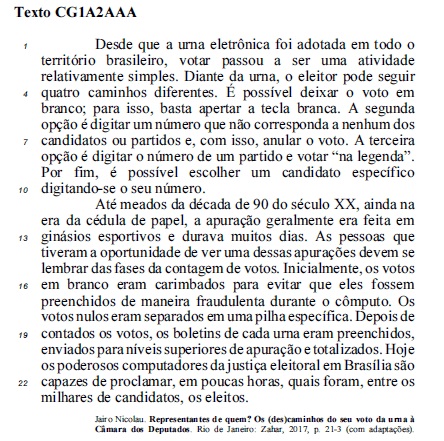 Texto CG1A2AAA
1 Desde que a urna eletrônica foi adotada em todo o
território brasileiro, votar passou a ser uma atividade
relativamente simples. Diante da urna, o eleitor pode seguir
4 quatro caminhos diferentes. É possível deixar o voto em
branco; para isso, basta apertar a tecla branca. A segunda
opção é digitar um número que não corresponda a nenhum dos
7 candidatos ou partidos e, com isso, anular o voto. A terceira
opção é digitar o número de um partido e votar “na legenda”.
Por fim, é possível escolher um candidato específico
10 digitando-se o seu número.
Até meados da década de 90 do século XX, ainda na
era da cédula de papel, a apuração geralmente era feita em
13 ginásios esportivos e durava muitos dias. As pessoas que
tiveram a oportunidade de ver uma dessas apurações devem se
lembrar das fases da contagem de votos. Inicialmente, os votos
16 em branco eram carimbados para evitar que eles fossem
preenchidos de maneira fraudulenta durante o cômputo. Os
votos nulos eram separados em uma pilha específica. Depois de
19 contados os votos, os boletins de cada urna eram preenchidos,
enviados para níveis superiores de apuração e totalizados. Hoje
os poderosos computadores da justiça eleitoral em Brasília são
22 capazes de proclamar, em poucas horas, quais foram, entre os
milhares de candidatos, os eleitos.
Jairo Nicolau. Representantes de quem? Os (des)caminhos do seu voto da urna à
Câmara dos Deputados. Rio de Janeiro: Zahar, 2017, p. 21-3 (com adaptações).